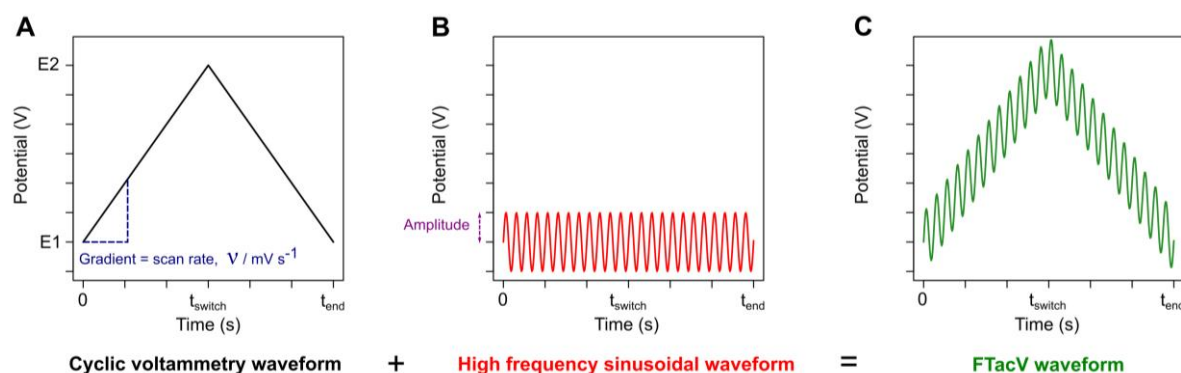 A
E2
Potential (V)
E1
Gradient = scan rate, ν / mV s⁻¹
0
t_switch
t_end
Time (s)
Cyclic voltammetry waveform
+
B
Potential (V)
Amplitude
0
t_switch
t_end
Time (s)
High frequency sinusoidal waveform
=
C
Potential (V)
0
t_switch
t_end
Time (s)
FTacV waveform